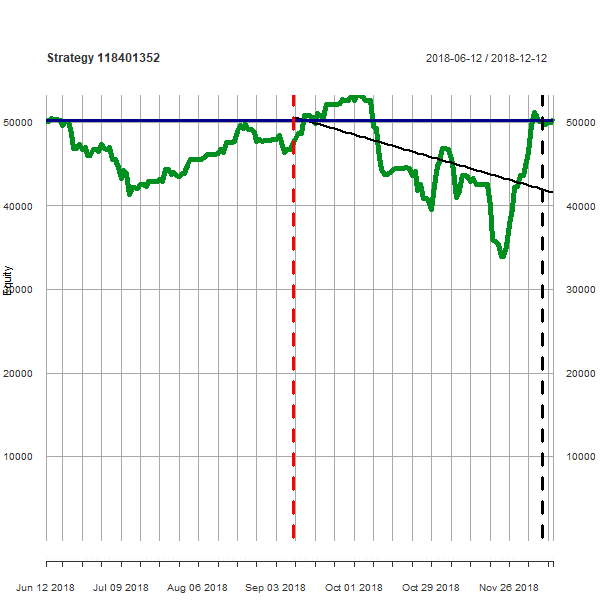 Strategy 118401352
2018-06-12 / 2018-12-12
50000 50000
40000 40000
Equity
30000 30000
20000 20000
10000 10000
Jun 12 2018 Jul 09 2018 Aug 06 2018 Sep 03 2018 Oct 01 2018 Oct 29 2018 Nov 26 2018